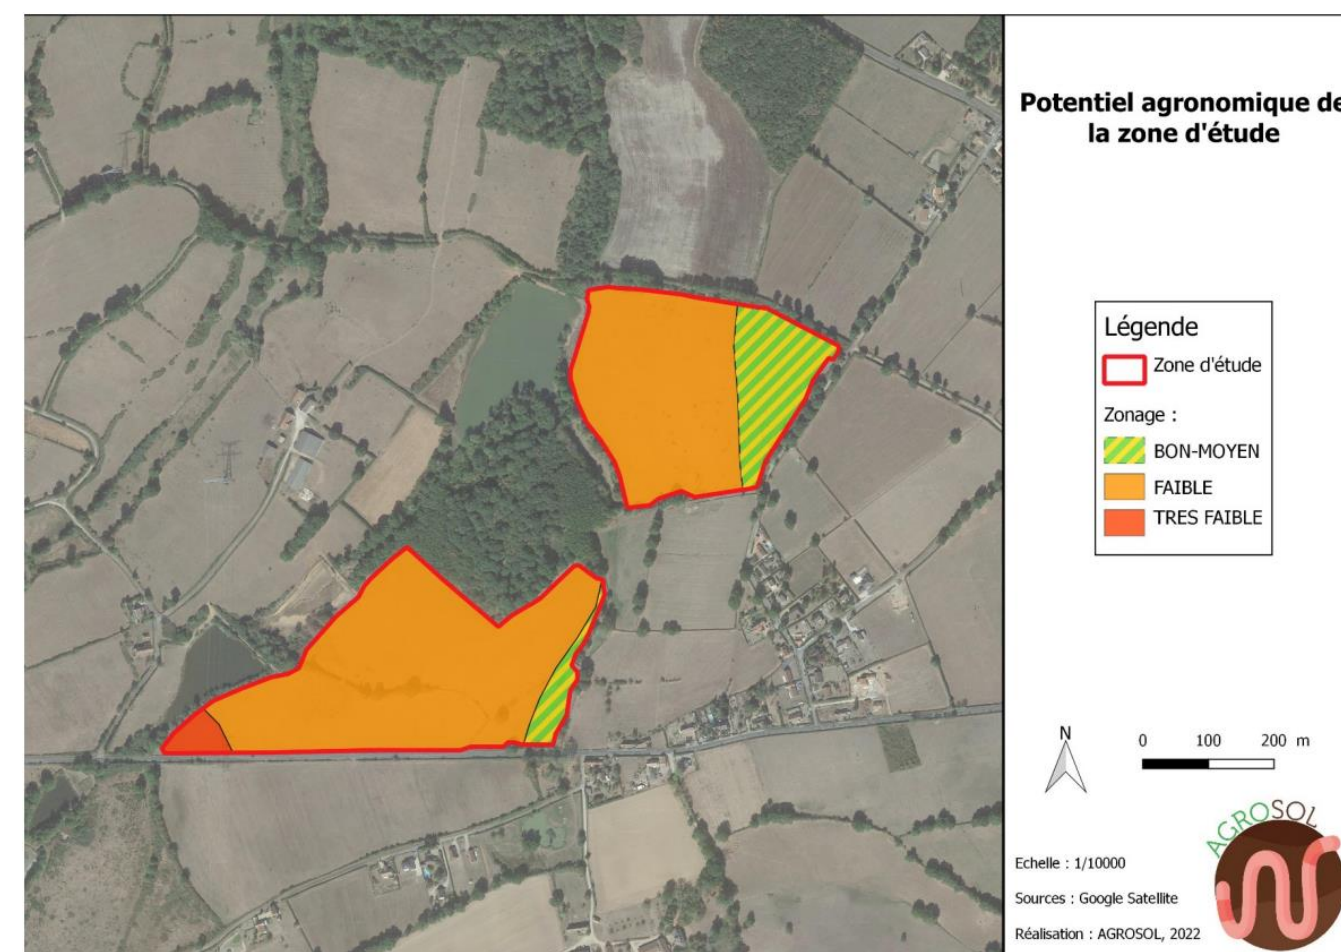 Potentiel agronomique de
la zone d'étude
Légende
Zone d'étude
Zonage :
BON-MOYEN
FAIBLE
TRES FAIBLE
N
0 100 200 m
AGROSOL
Echelle : 1/10000
Sources : Google Satellite
Réalisation : AGROSOL, 2022